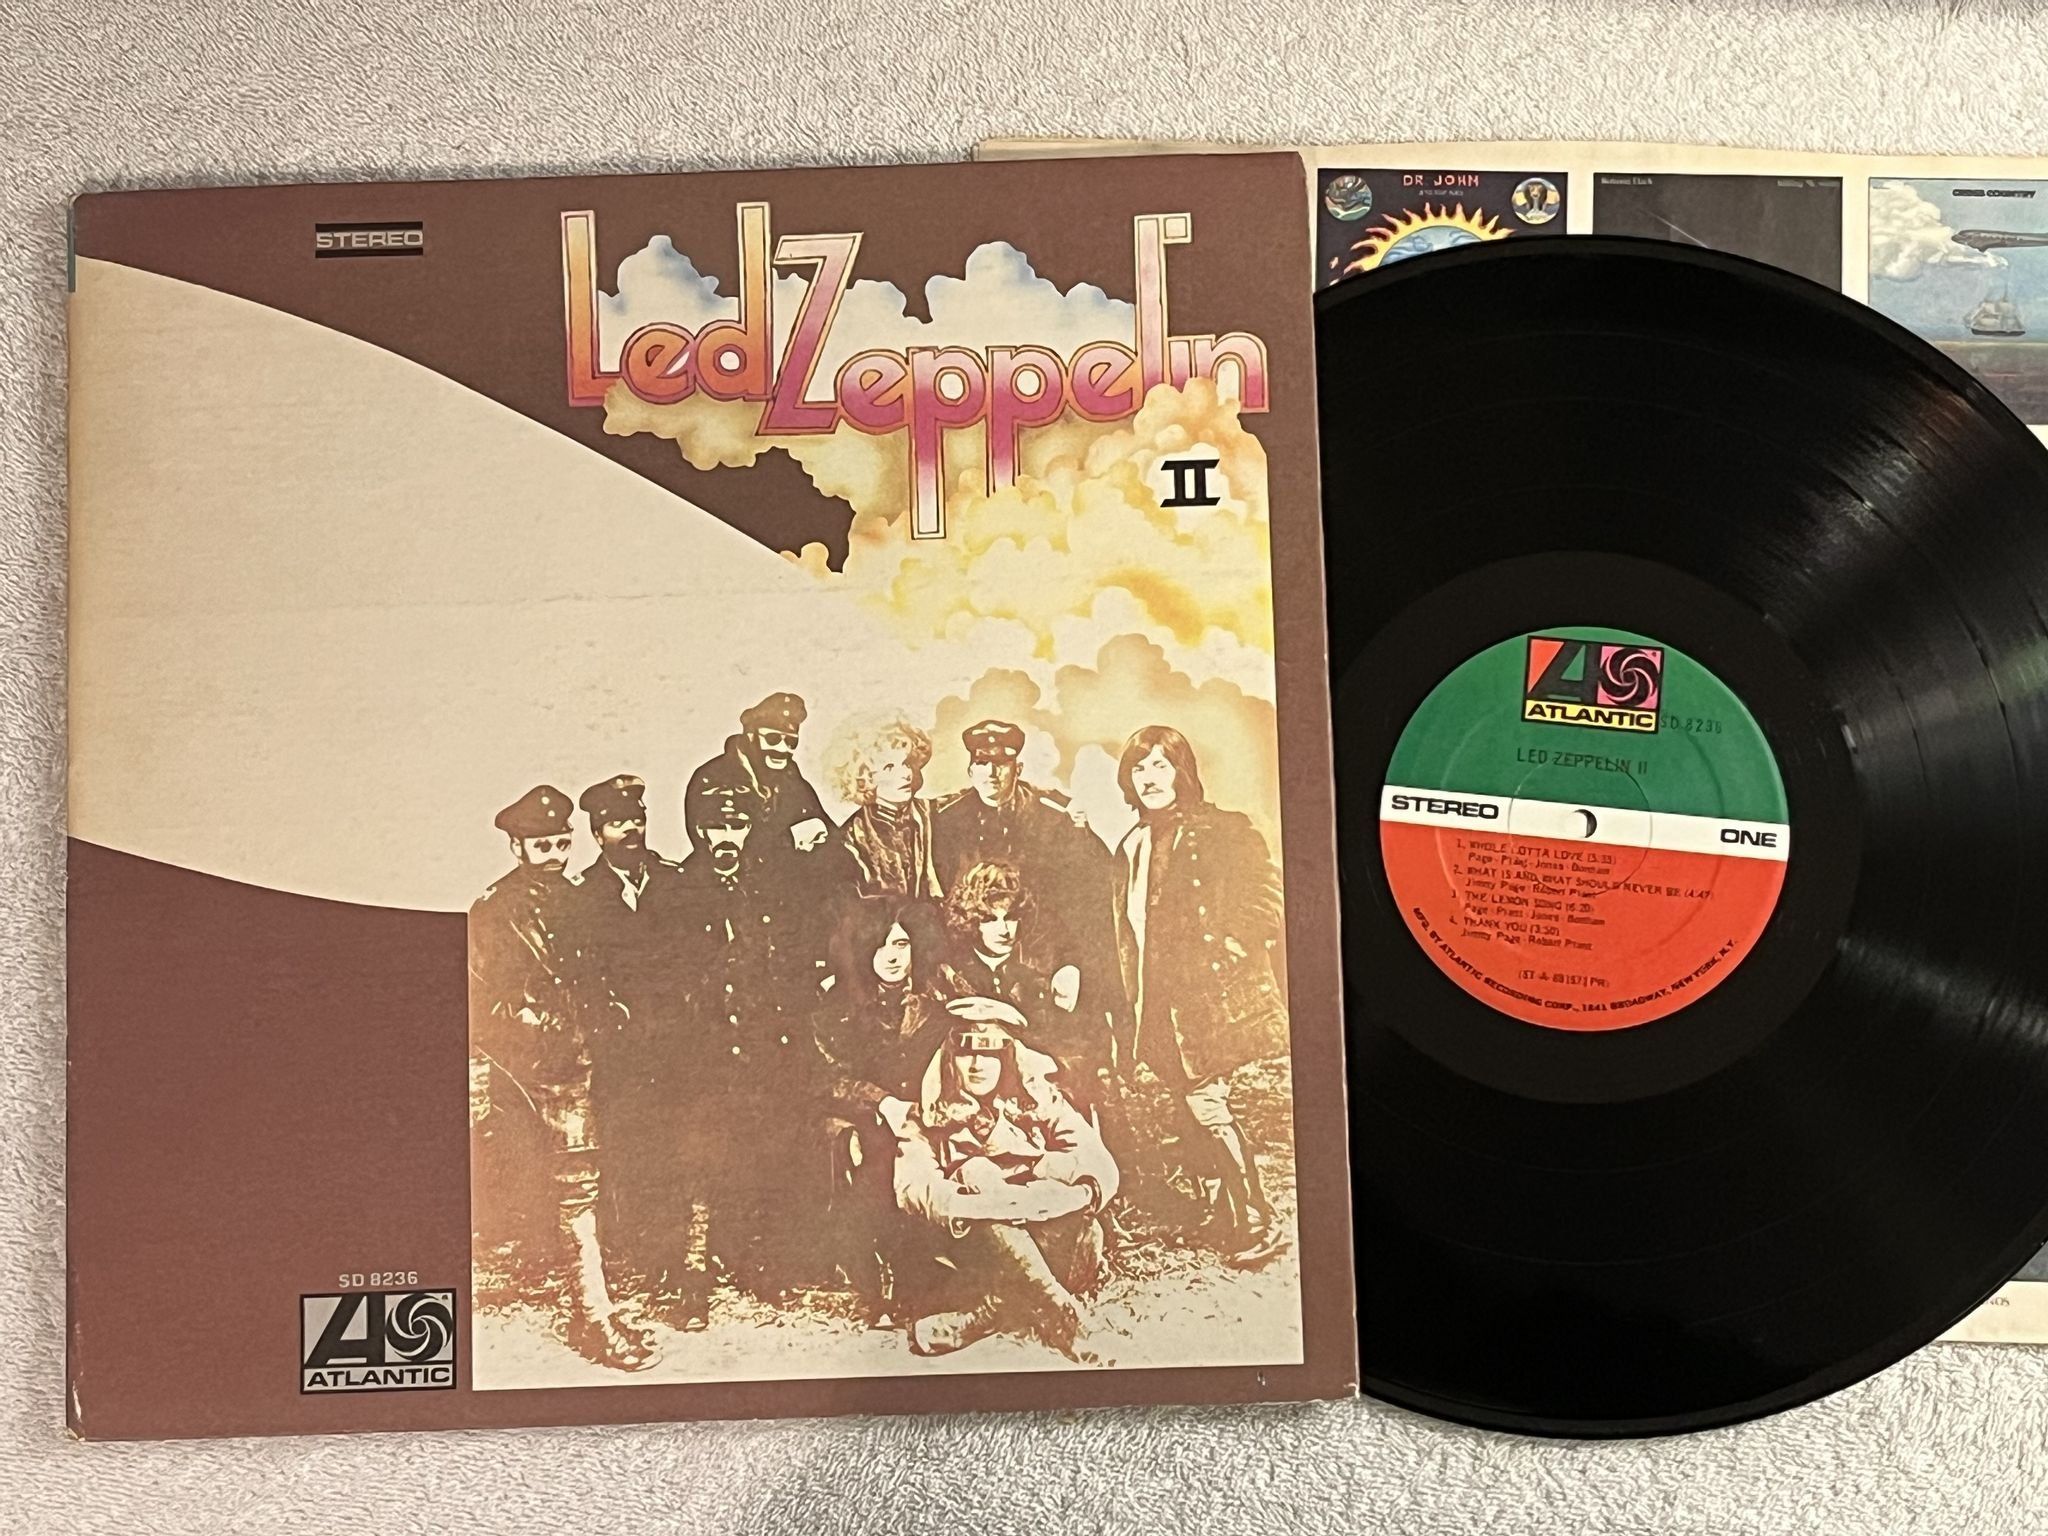 STEREO
Led Zeppelin
II
SD 8236
ATLANTIC
DR. JOHN
CROSS COUNTRY
ATLANTIC
SD 8236
LED ZEPPELIN II
STEREO
ONE
1. WHOLE LOTTA LOVE (5:33)
Page · Plant · Jones · Bonham
2. WHAT IS AND WHAT SHOULD NEVER BE (4:47)
Jimmy Page · Robert Plant
3. THE LEMON SONG (6:20)
Page · Plant · Jones · Bonham
4. THANK YOU (3:50)
Jimmy Page · Robert Plant
MFG. BY ATLANTIC RECORDING CORP., 1841 BROADWAY, NEW YORK, N.Y.